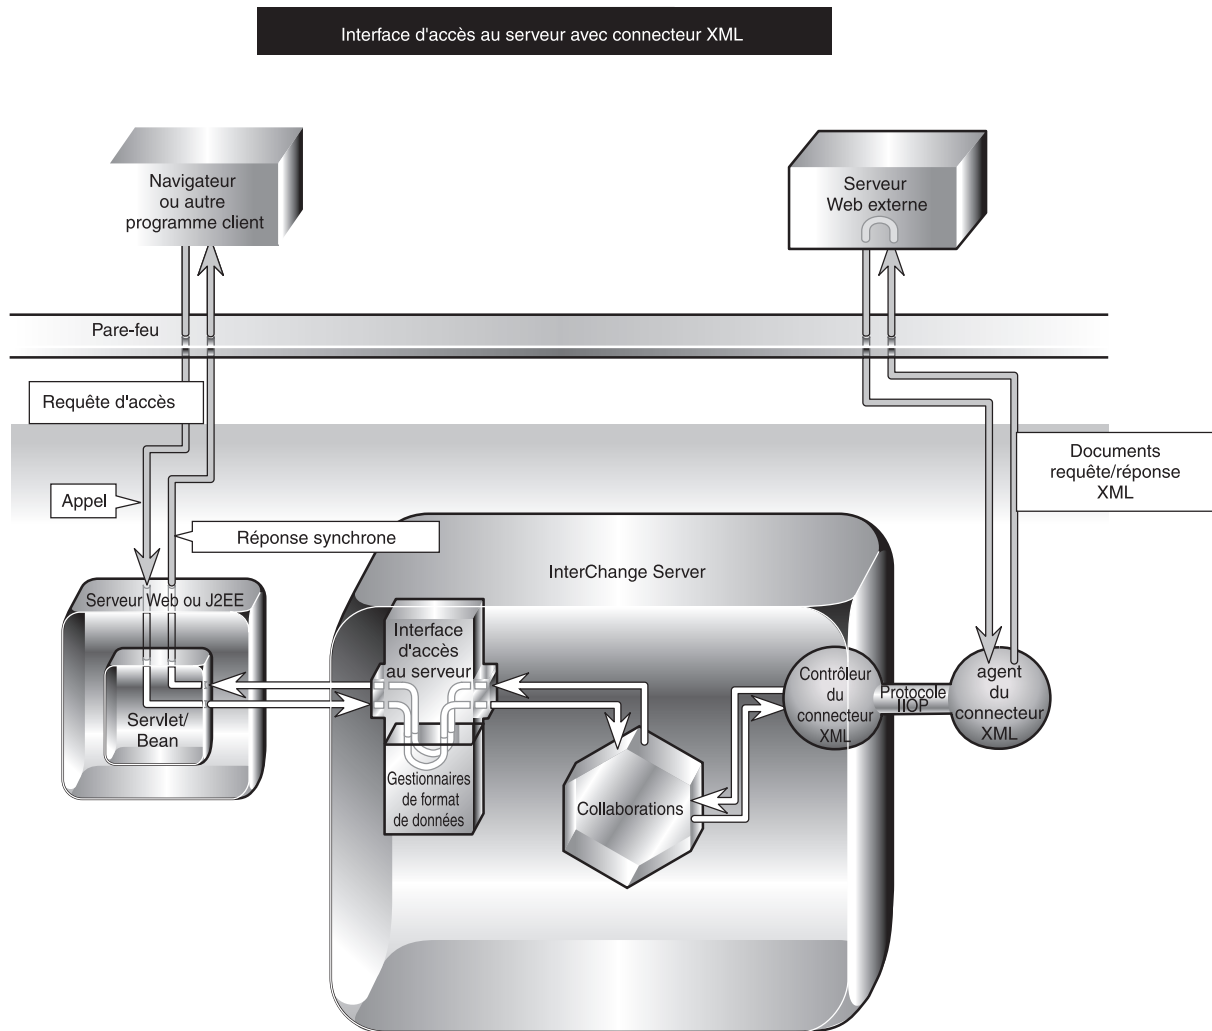 Interface d'accès au serveur avec connecteur XML
Navigateur
ou autre
programme client
Serveur
Web externe
Pare-feu
Requête d'accès
Documents
requête/réponse
XML
Appel
Réponse synchrone
InterChange Server
Serveur Web ou J2EE
Servlet/
Bean
Interface
d'accès
au serveur
Gestionnaires
de format
de données
Collaborations
Contrôleur
du
connecteur
XML
Protocole
IIOP
agent
du
connecteur
XML